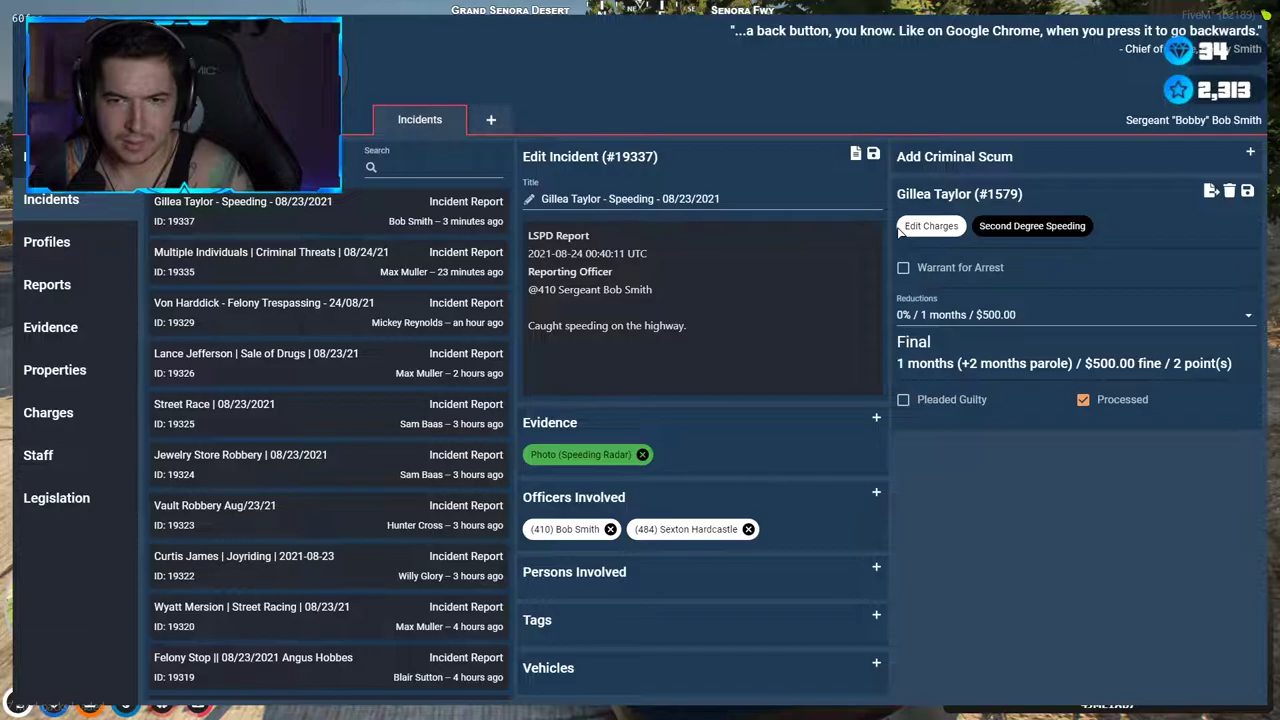 GRAND SENORA DESERT
NE
SE
SENORA FWY
FiveM
(b2189)
"...a back button, you know. Like on Google Chrome, when you press it to go backwards."
- Chief of
Smith
34
2,313
Sergeant "Bobby" Bob Smith
Incidents
+
Incidents
Profiles
Reports
Evidence
Properties
Charges
Staff
Legislation
Search
Gillea Taylor - Speeding - 08/23/2021 Incident Report
ID: 19337 Bob Smith – 3 minutes ago
Multiple Individuals | Criminal Threats | 08/24/21 Incident Report
ID: 19335 Max Muller – 23 minutes ago
Von Harddick - Felony Trespassing - 24/08/21 Incident Report
ID: 19329 Mickey Reynolds – an hour ago
Lance Jefferson | Sale of Drugs | 08/23/21 Incident Report
ID: 19326 Max Muller – 2 hours ago
Street Race | 08/23/2021 Incident Report
ID: 19325 Sam Baas – 3 hours ago
Jewelry Store Robbery | 08/23/2021 Incident Report
ID: 19324 Sam Baas – 3 hours ago
Vault Robbery Aug/23/21 Incident Report
ID: 19323 Hunter Cross – 3 hours ago
Curtis James | Joyriding | 2021-08-23 Incident Report
ID: 19322 Willy Glory – 3 hours ago
Wyatt Mersion | Street Racing | 08/23/21 Incident Report
ID: 19320 Max Muller – 4 hours ago
Felony Stop || 08/23/2021 Angus Hobbes Incident Report
ID: 19319 Blair Sutton – 4 hours ago
Edit Incident (#19337)
Title
Gillea Taylor - Speeding - 08/23/2021
LSPD Report
2021-08-24 00:40:11 UTC
Reporting Officer
@410 Sergeant Bob Smith
Caught speeding on the highway.
Evidence
Photo (Speeding Radar)
Officers Involved
(410) Bob Smith (484) Sexton Hardcastle
Persons Involved
Tags
Vehicles
Add Criminal Scum
Gillea Taylor (#1579)
Edit Charges Second Degree Speeding
Warrant for Arrest
Reductions
0% / 1 months / $500.00
Final
1 months (+2 months parole) / $500.00 fine / 2 point(s)
Pleaded Guilty Processed